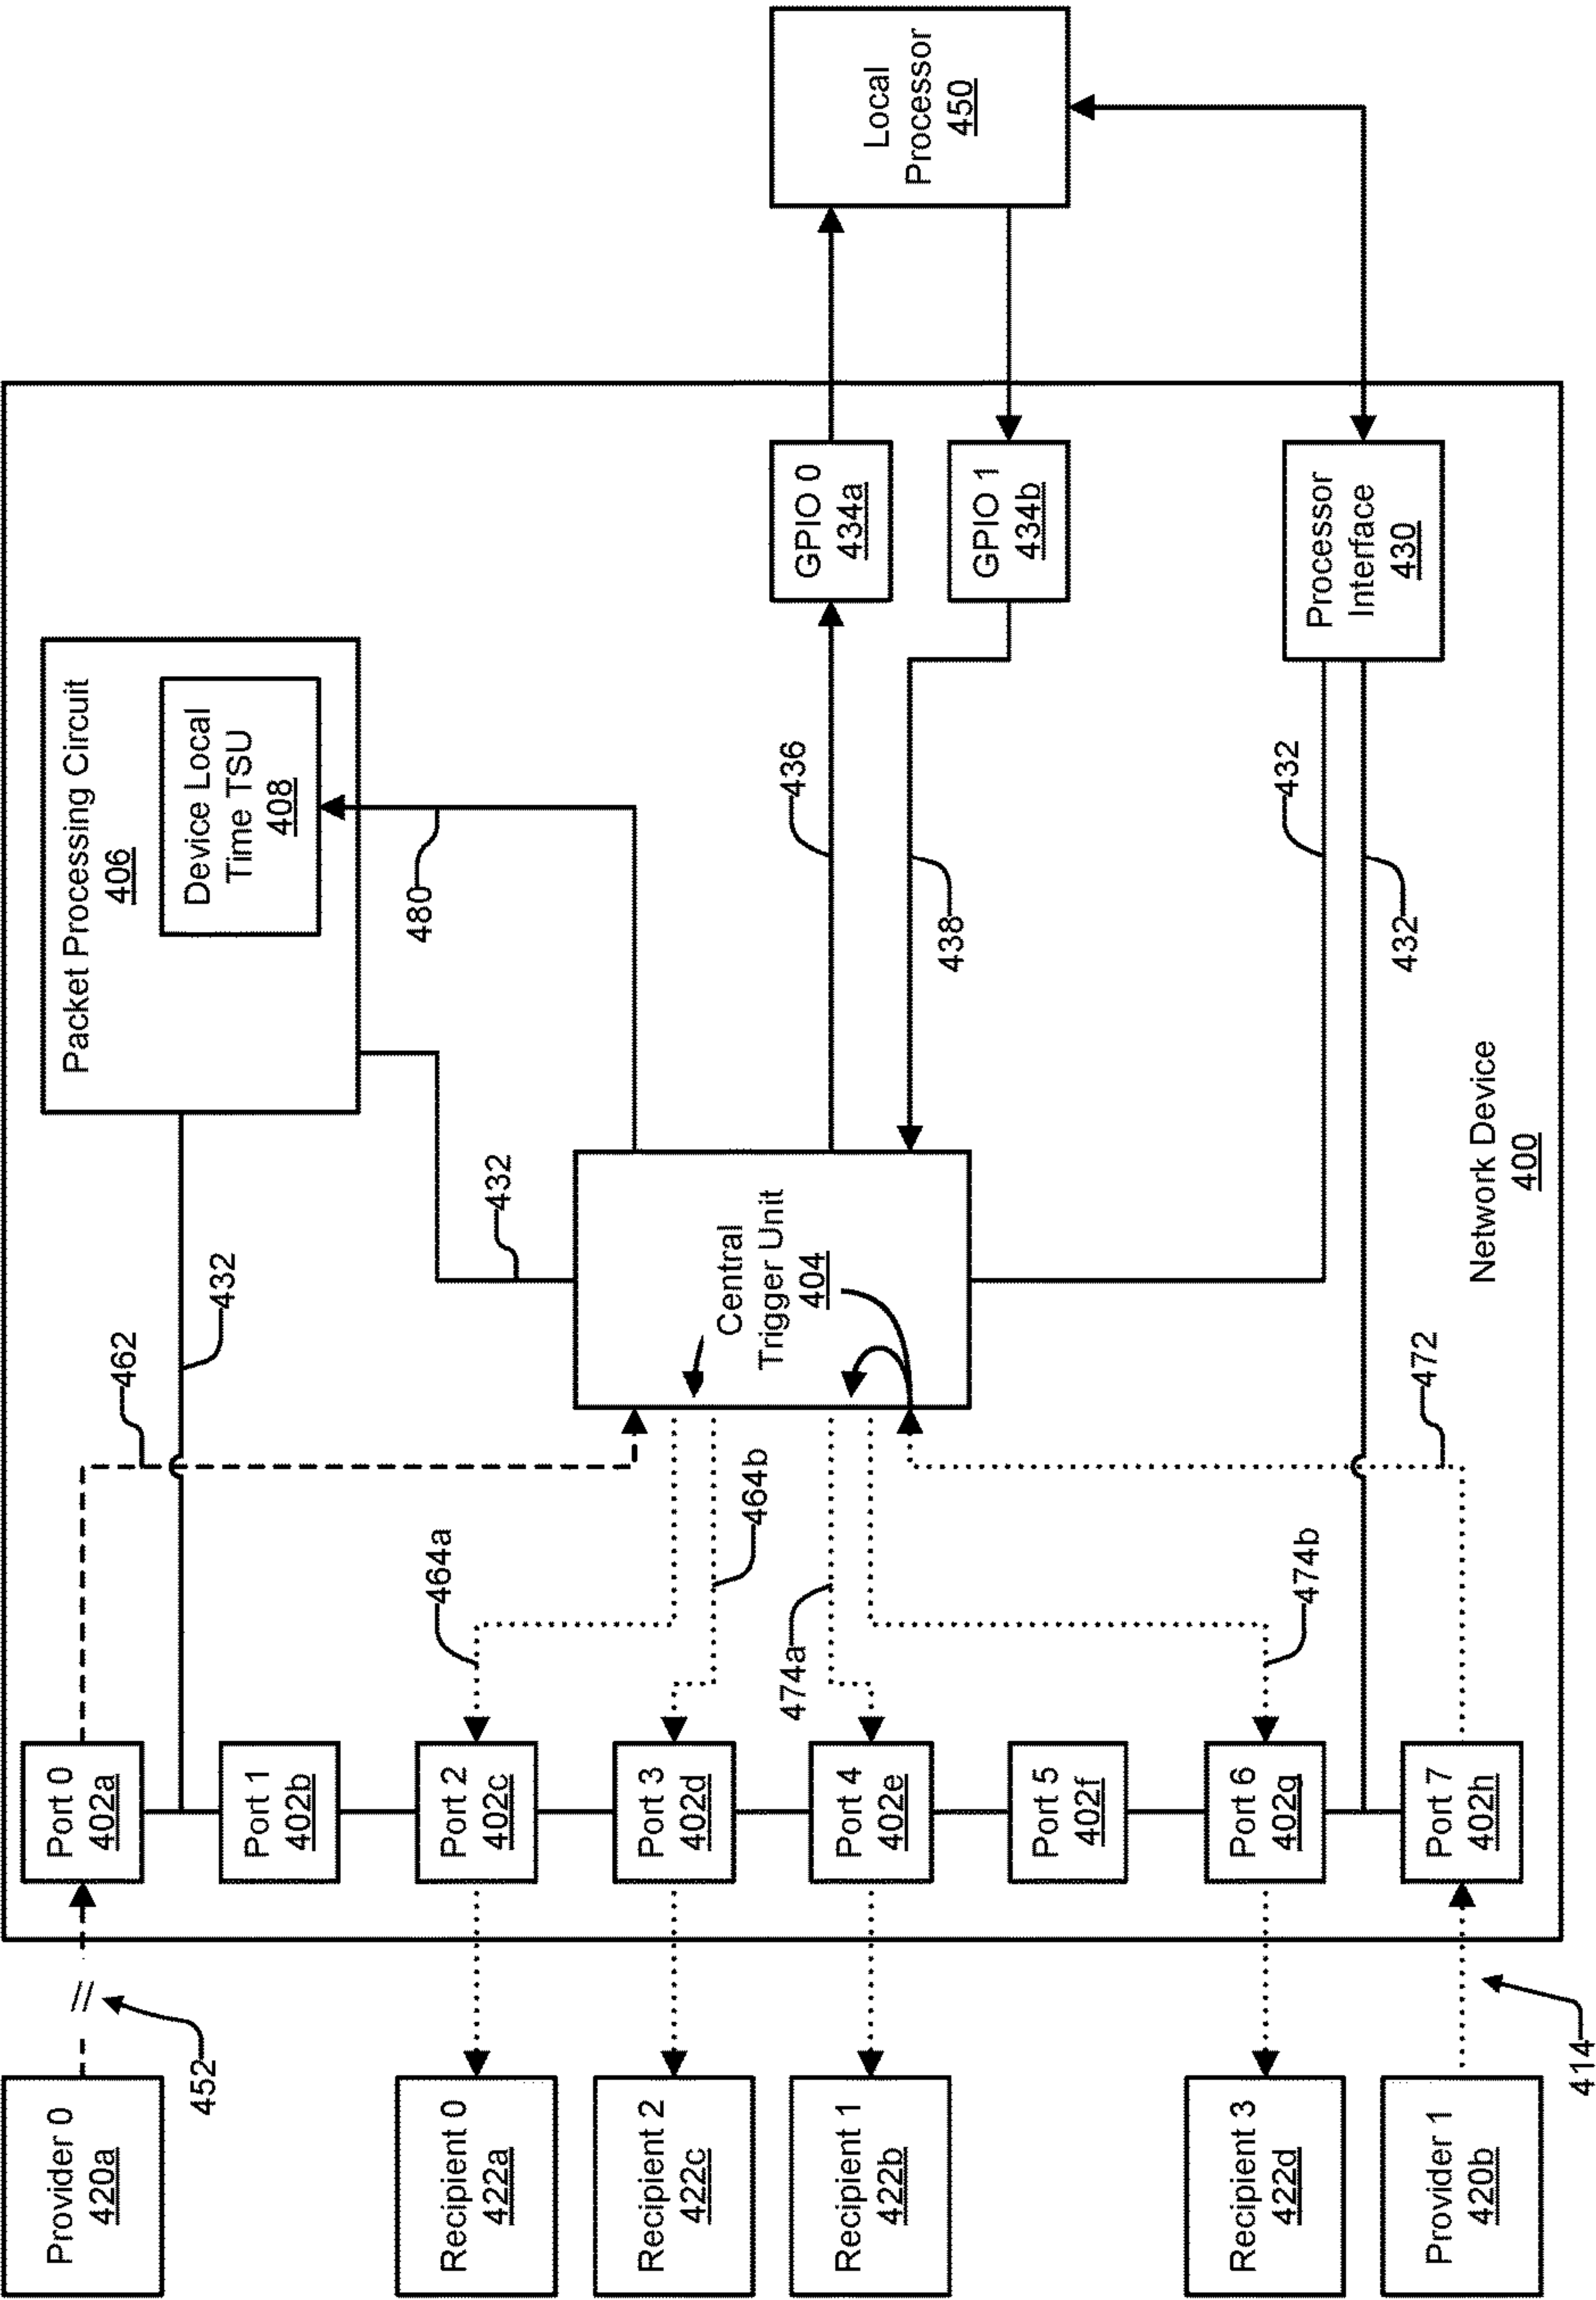 Provider 0
420a
452
Recipient 0
422a
Recipient 2
422c
Recipient 1
422b
Recipient 3
422d
Provider 1
420b
414
Port 0
402a
Port 1
402b
Port 2
402c
Port 3
402d
Port 4
402e
Port 5
402f
Port 6
402g
Port 7
402h
462
432
464a
464b
474a
474b
472
Central
Trigger Unit
404
432
Packet Processing Circuit
406
Device Local
Time TSU
408
480
436
438
432
432
GPIO 0
434a
GPIO 1
434b
Processor
Interface
430
Network Device
400
Local
Processor
450